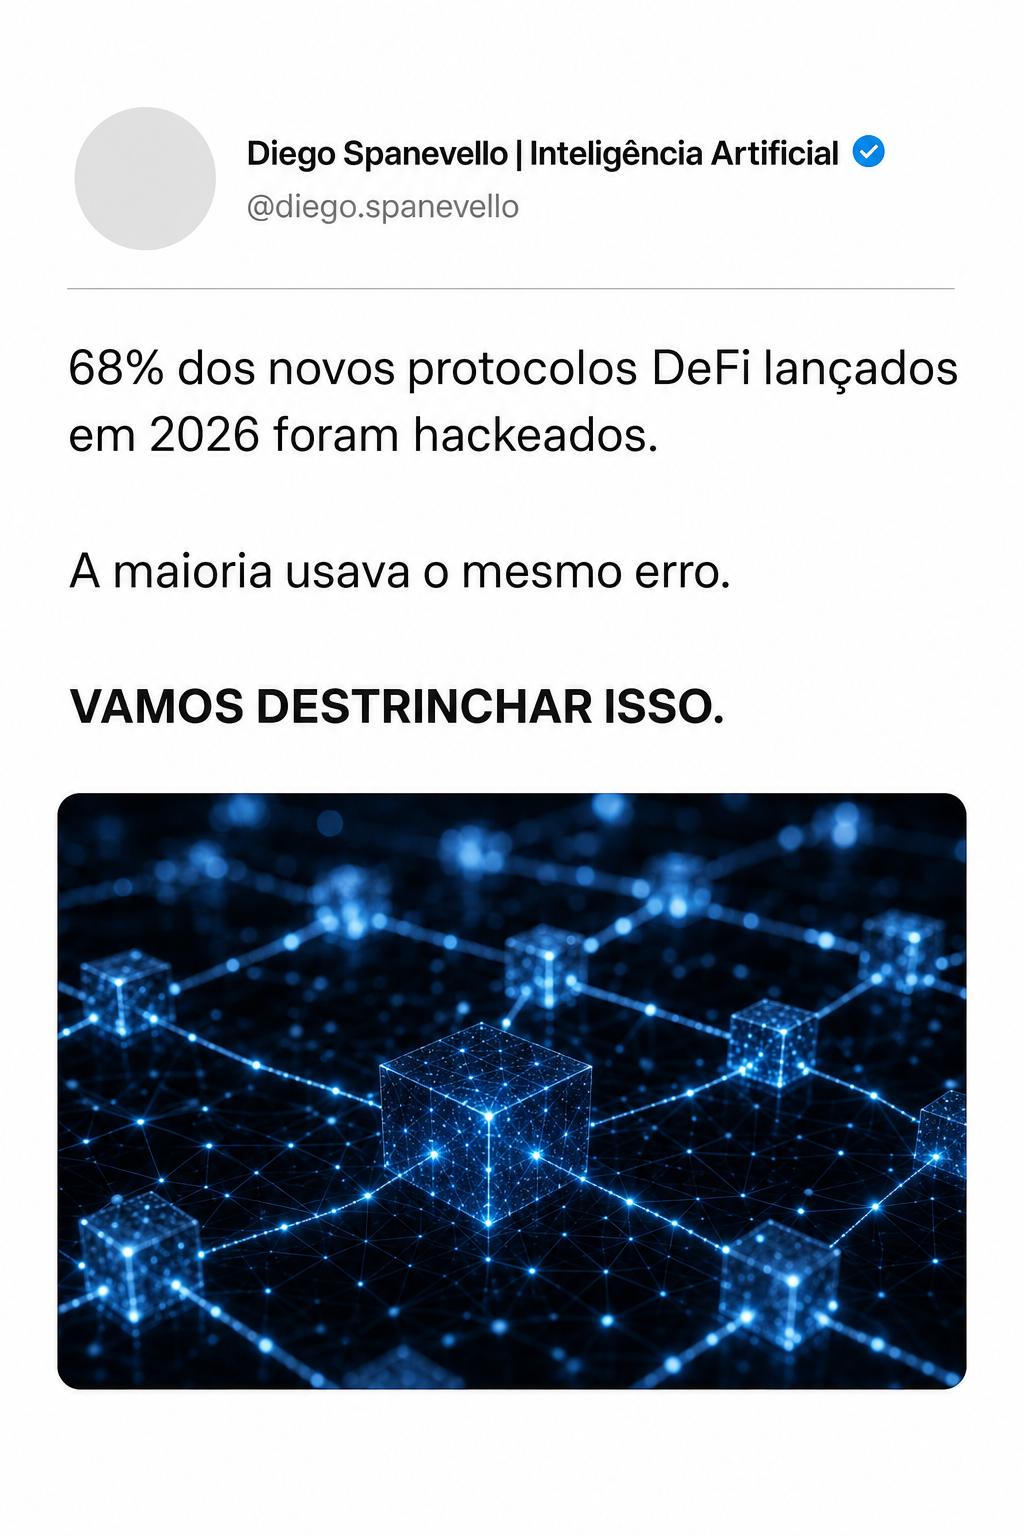 Diego Spanevello | Inteligência Artificial
@diego.spanevello
68% dos novos protocolos DeFi lançados
em 2026 foram hackeados.
A maioria usava o mesmo erro.
VAMOS DESTRINCHAR ISSO.